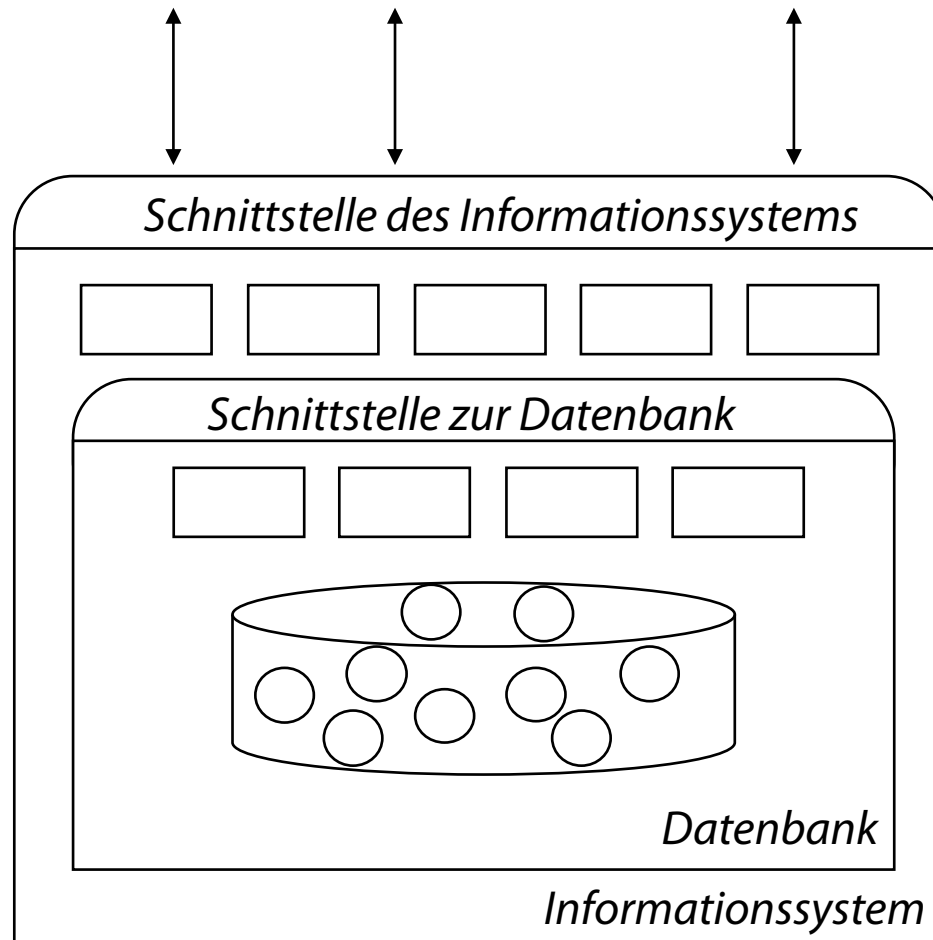 Schnittstelle des Informationssystems
Schnittstelle zur Datenbank
Datenbank
Informationssystem